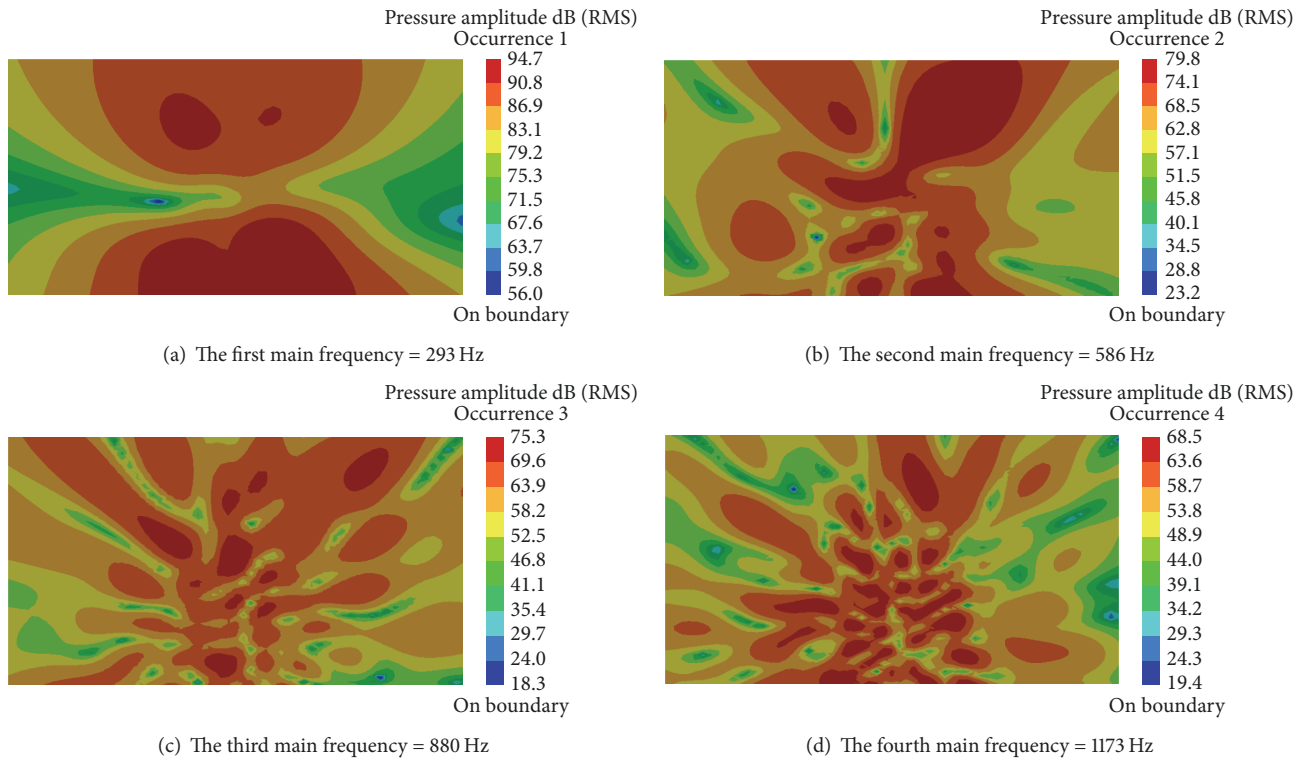 Pressure amplitude dB (RMS)
Occurrence 1
94.7
90.8
86.9
83.1
79.2
75.3
71.5
67.6
63.7
59.8
56.0
On boundary
(a) The first main frequency = 293 Hz
Pressure amplitude dB (RMS)
Occurrence 2
79.8
74.1
68.5
62.8
57.1
51.5
45.8
40.1
34.5
28.8
23.2
On boundary
(b) The second main frequency = 586 Hz
Pressure amplitude dB (RMS)
Occurrence 3
75.3
69.6
63.9
58.2
52.5
46.8
41.1
35.4
29.7
24.0
18.3
On boundary
(c) The third main frequency = 880 Hz
Pressure amplitude dB (RMS)
Occurrence 4
68.5
63.6
58.7
53.8
48.9
44.0
39.1
34.2
29.3
24.3
19.4
On boundary
(d) The fourth main frequency = 1173 Hz